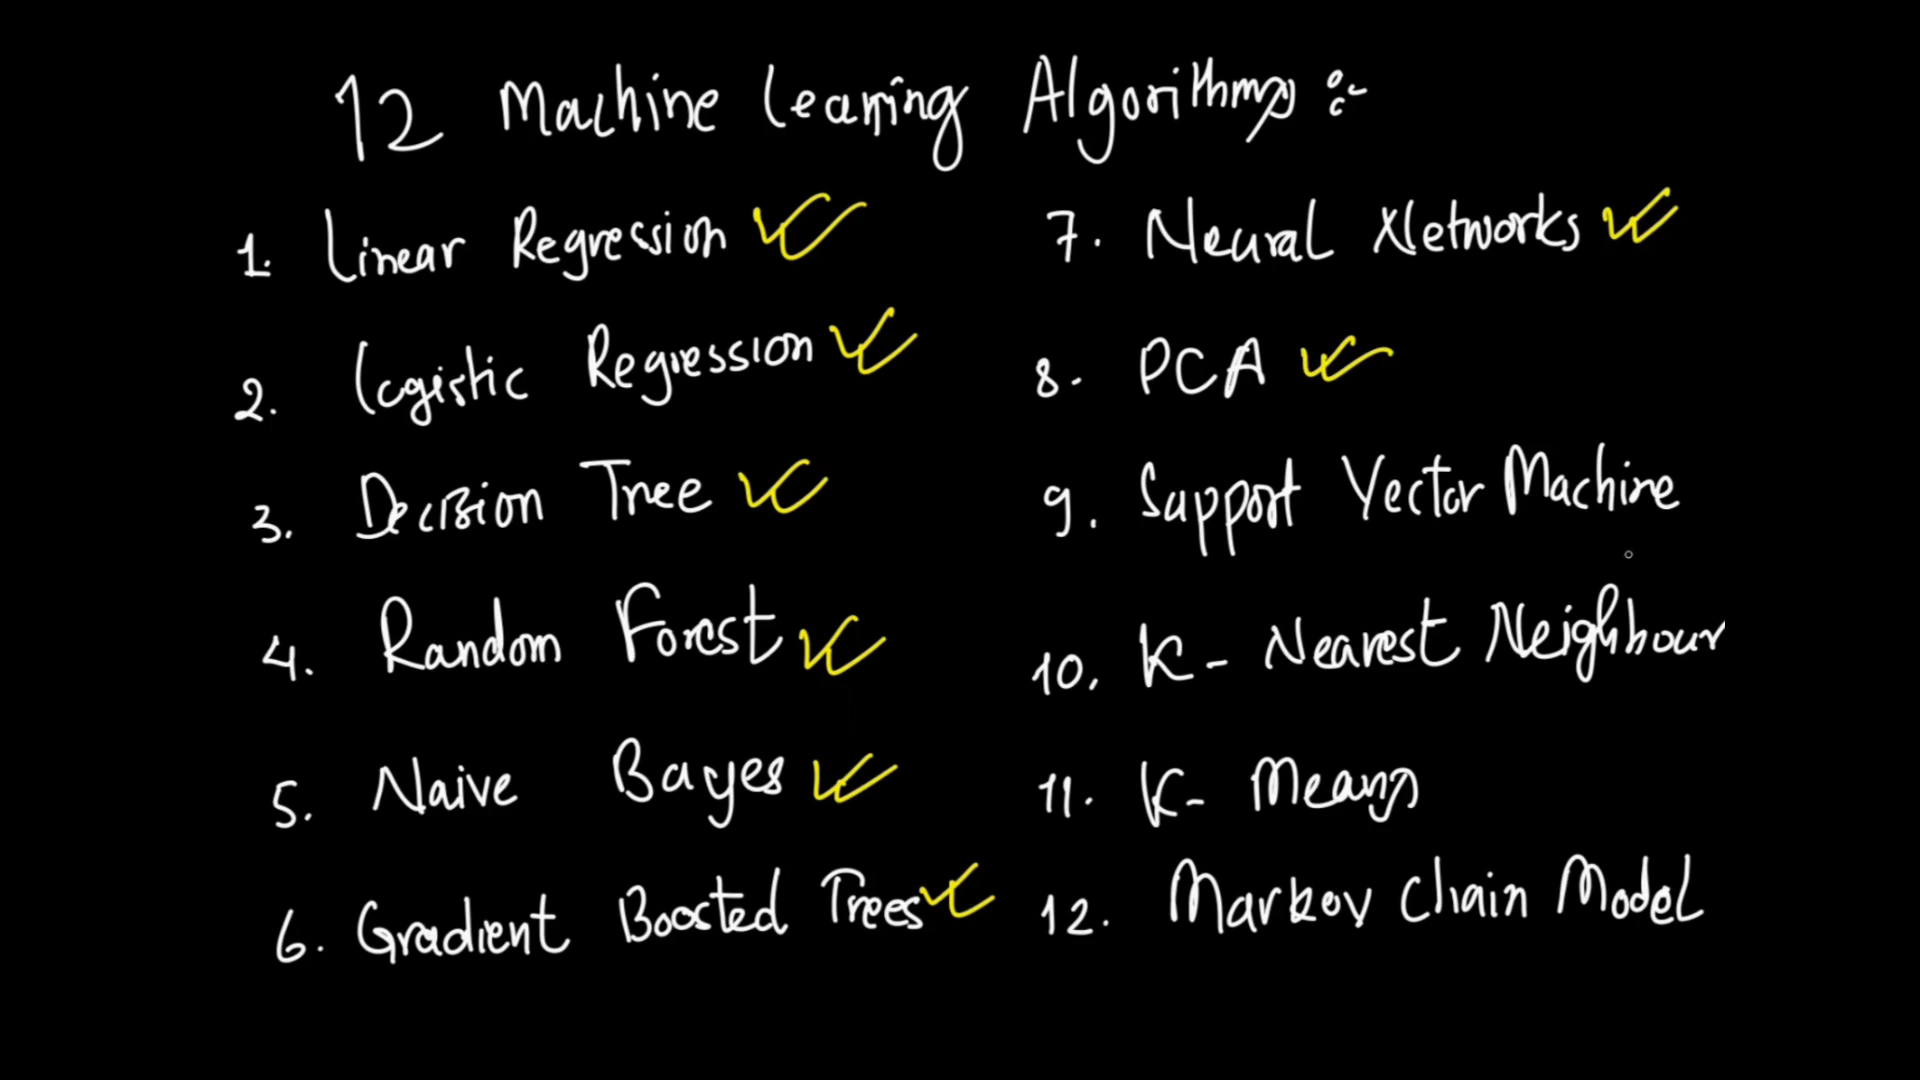 12 Machine Learning Algorithms :-
1. Linear Regression
2. Logistic Regression
3. Decision Tree
4. Random Forest
5. Naive Bayes
6. Gradient Boosted Trees
7. Neural Networks
8. PCA
9. Support Vector Machine
10. K- Nearest Neighbour
11. K- Means
12. Markov Chain Model